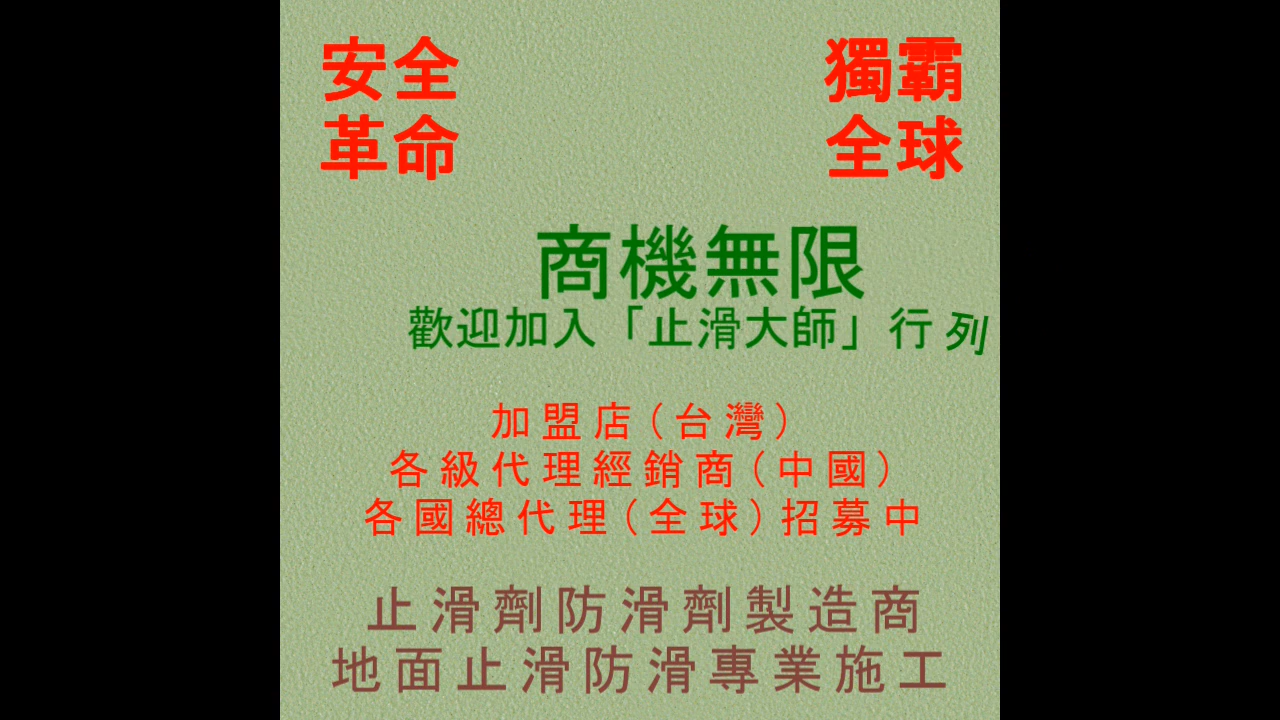 安全
革命
獨霸
全球
商機無限
歡迎加入「止滑大師」行列
加盟店(台灣)
各級代理經銷商(中國)
各國總代理(全球)招募中
止滑劑防滑劑製造商
地面止滑防滑專業施工